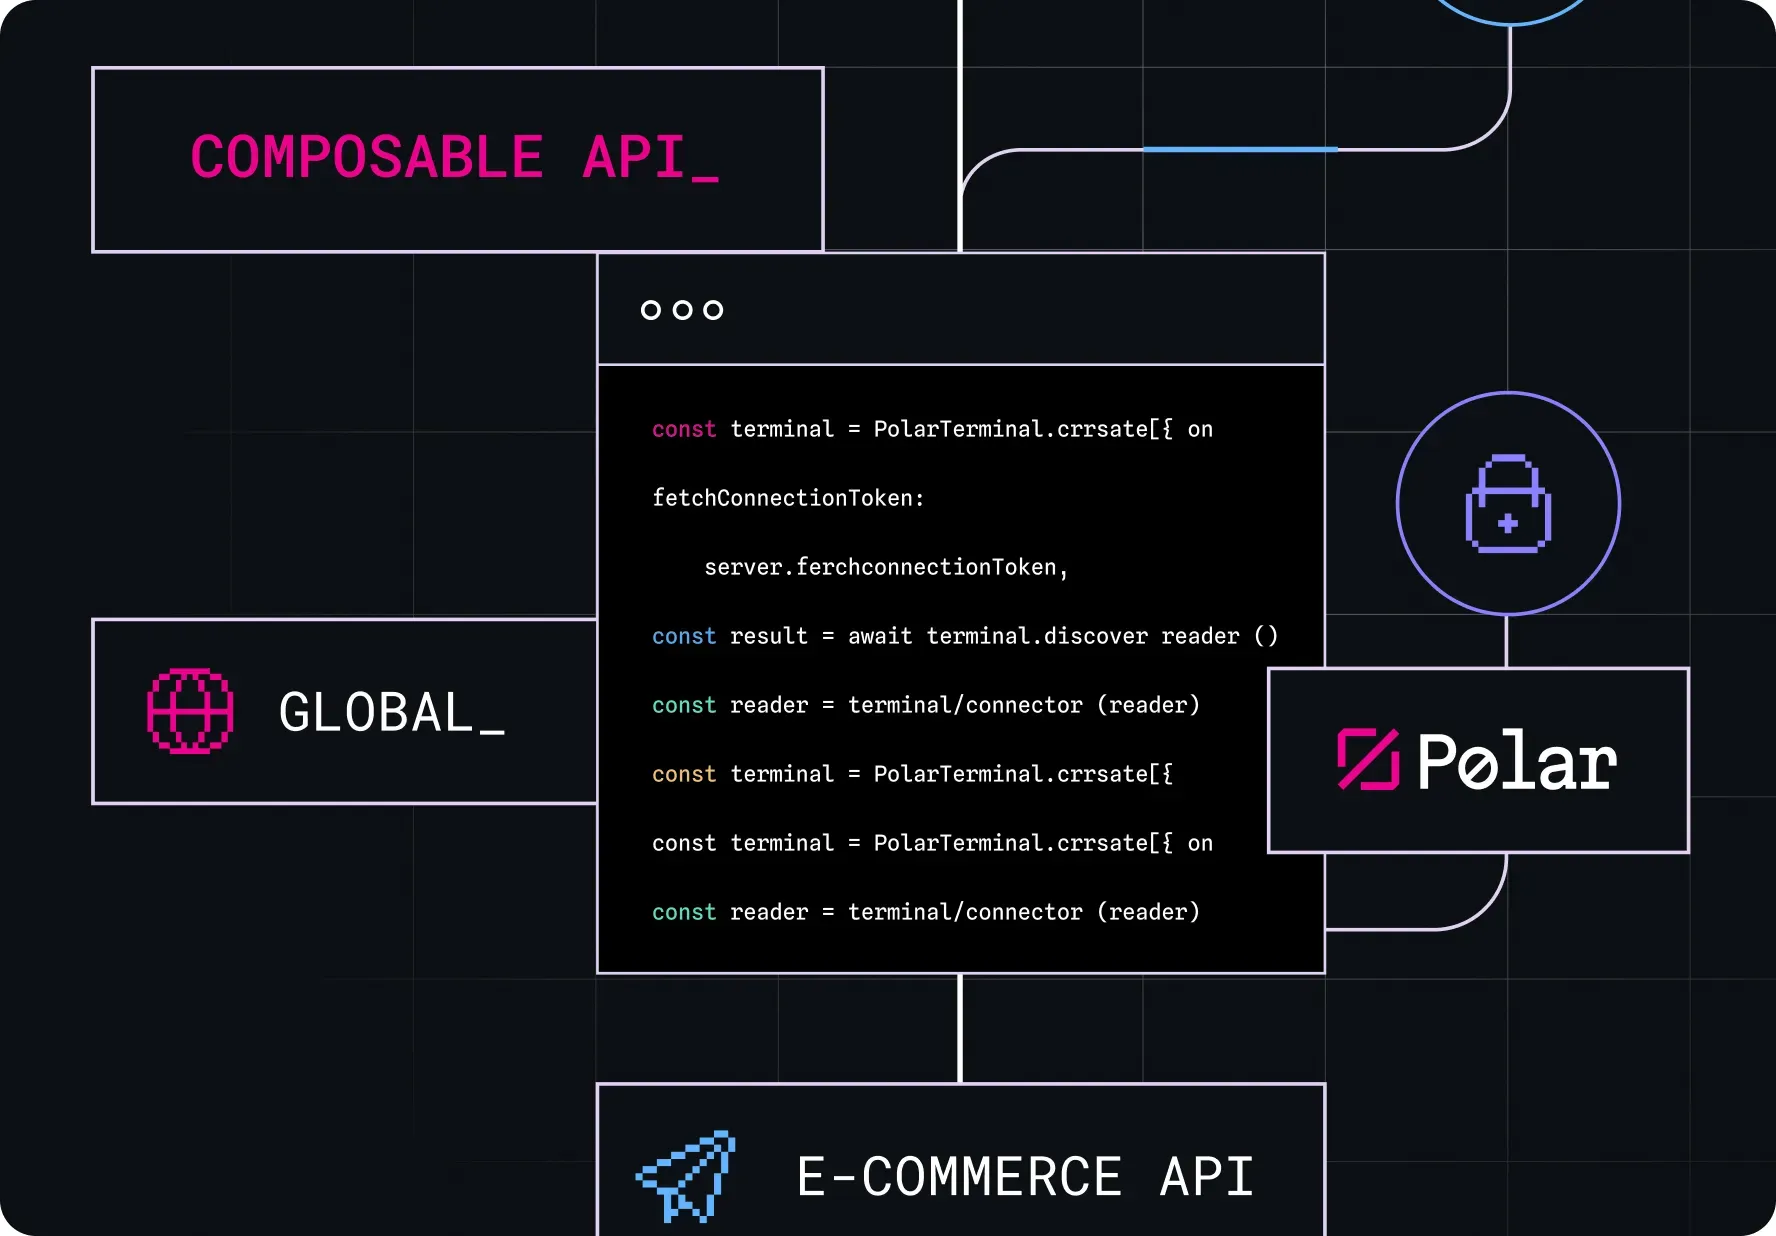 COMPOSABLE API_
const terminal = PolarTerminal.crrsate[{ on
fetchConnectionToken:
server.ferchconnectionToken,
const result = await terminal.discover reader ()
const reader = terminal/connector (reader)
const terminal = PolarTerminal.crrsate[{
const terminal = PolarTerminal.crrsate[{ on
const reader = terminal/connector (reader)
GLOBAL_
Polar
E-COMMERCE API